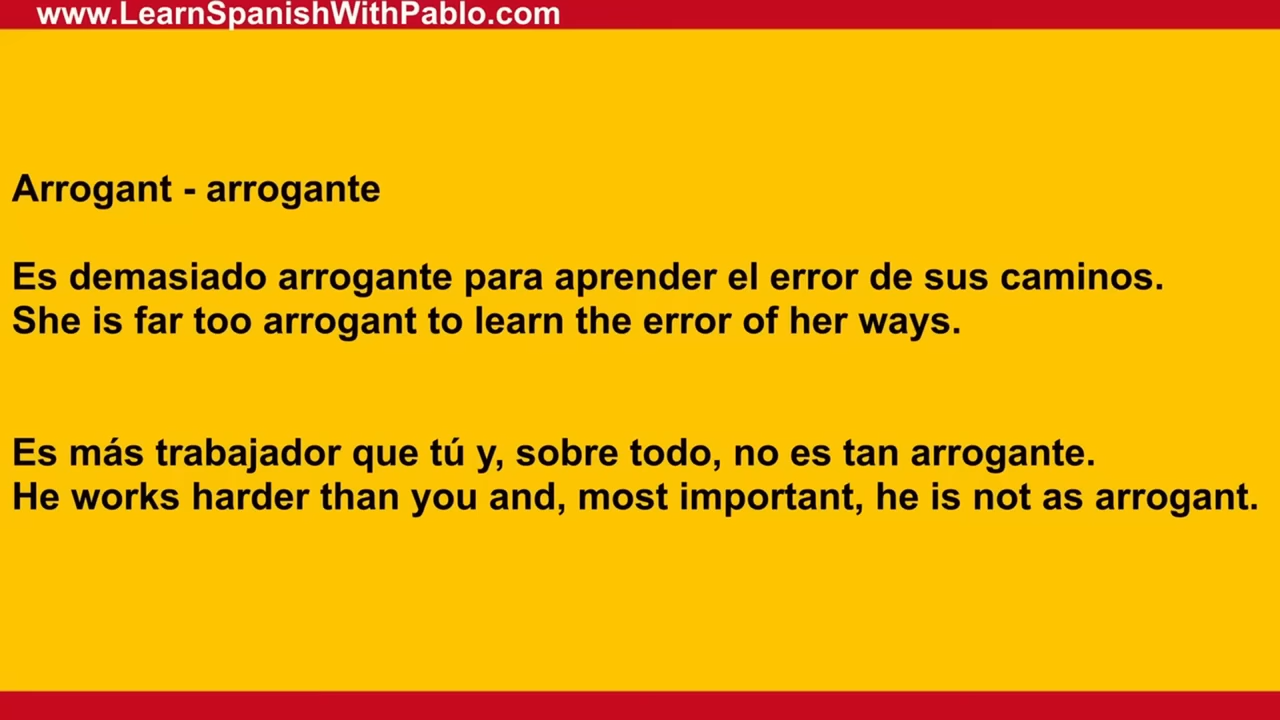 www.LearnSpanishWithPablo.com
Arrogant - arrogante
Es demasiado arrogante para aprender el error de sus caminos.
She is far too arrogant to learn the error of her ways.
Es más trabajador que tú y, sobre todo, no es tan arrogante.
He works harder than you and, most important, he is not as arrogant.